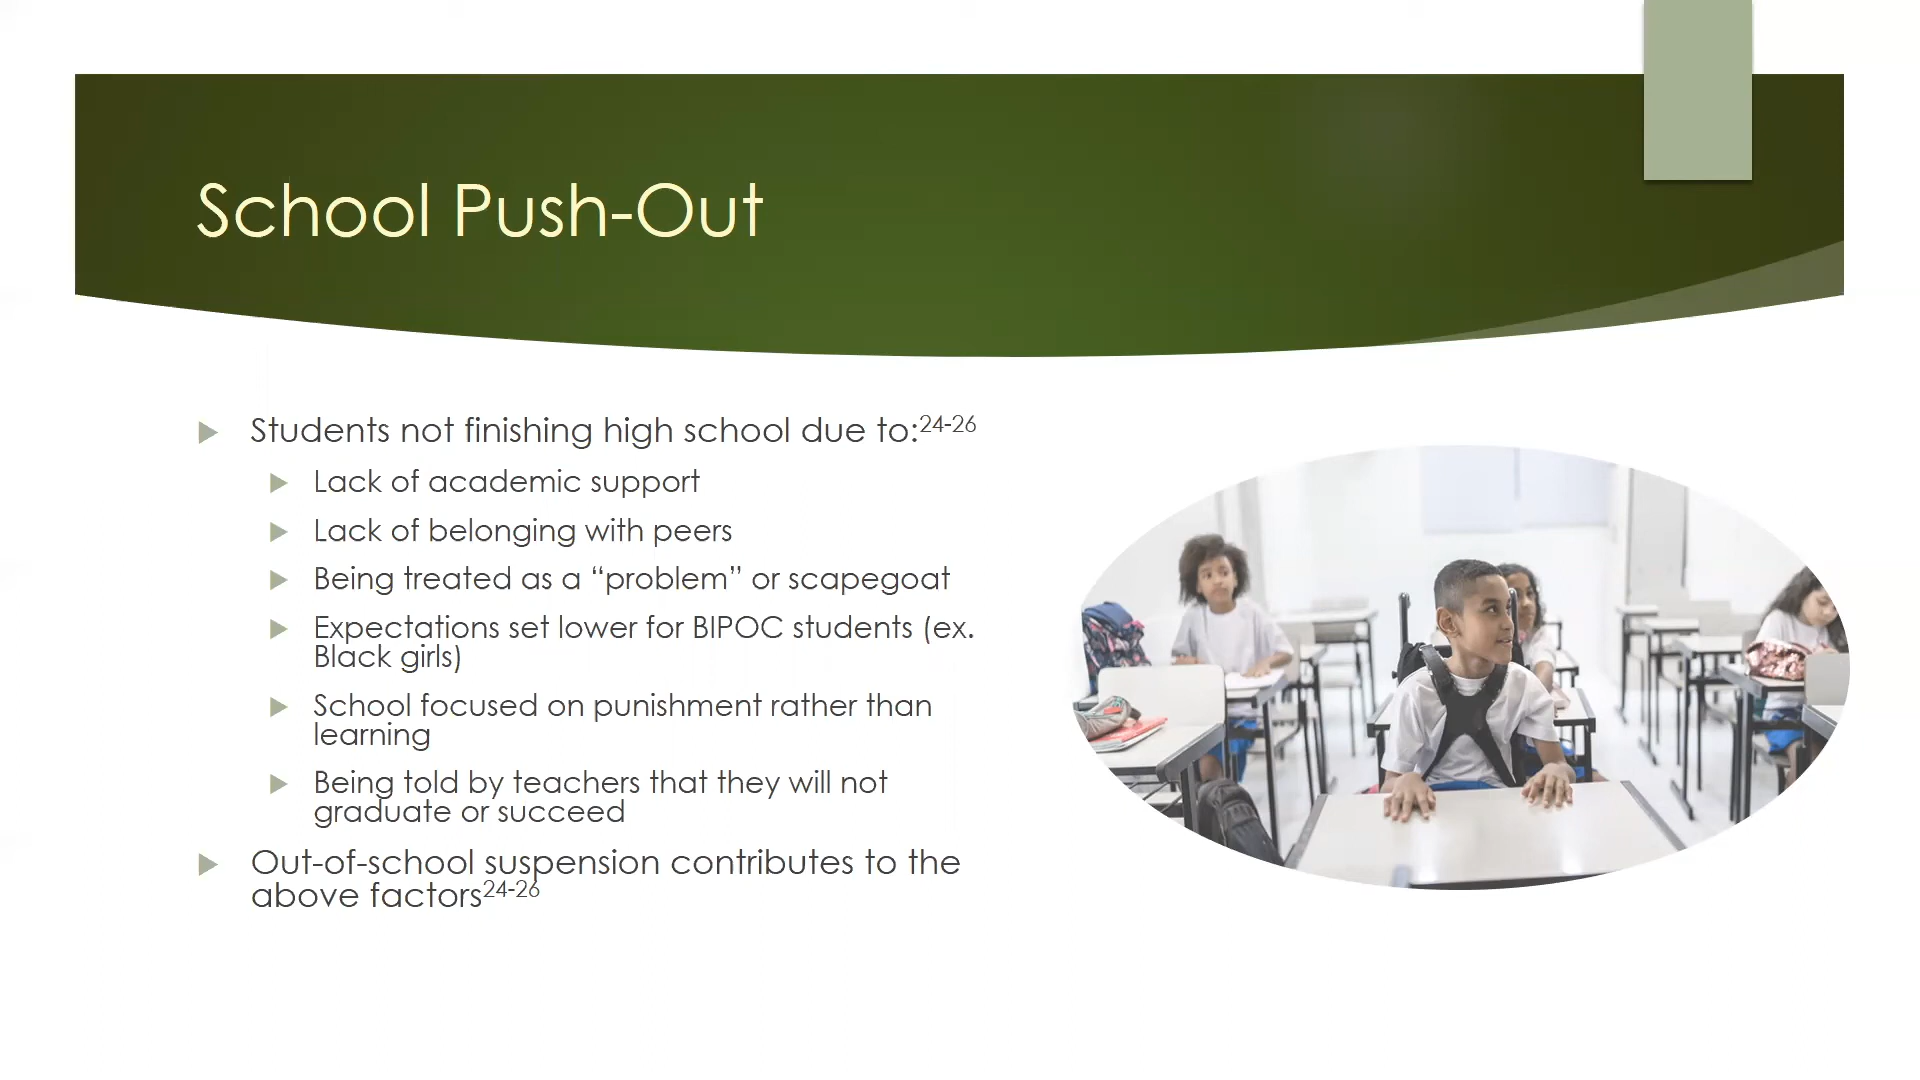 School Push-Out
Students not finishing high school due to:24-26
Lack of academic support
Lack of belonging with peers
Being treated as a “problem” or scapegoat
Expectations set lower for BIPOC students (ex.
Black girls)
School focused on punishment rather than
learning
Being told by teachers that they will not
graduate or succeed
Out-of-school suspension contributes to the
above factors24-26